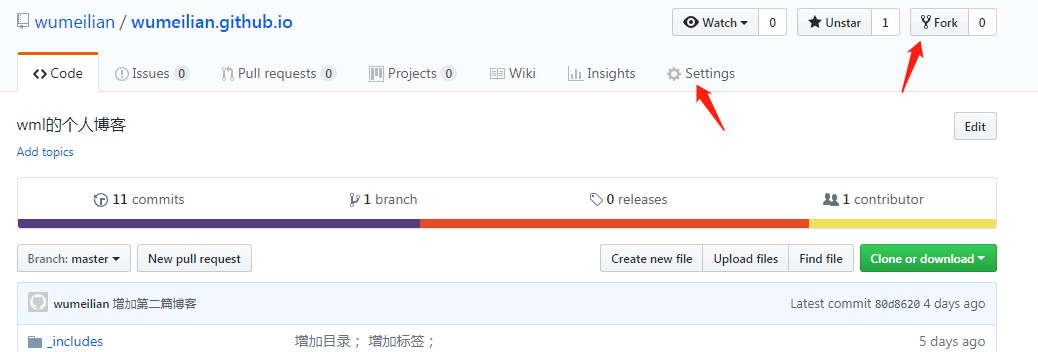 wumeilian / wumeilian.github.io Watch 0 Unstar 1 Fork 0
Code Issues 0 Pull requests 0 Projects 0 Wiki Insights Settings
wml的个人博客 Edit
Add topics
11 commits 1 branch 0 releases 1 contributor
Branch: master New pull request Create new file Upload files Find file Clone or download
wumeilian 增加第二篇博客 Latest commit 80d8620 4 days ago
_includes 增加目录 ; 增加标签 ; 5 days ago